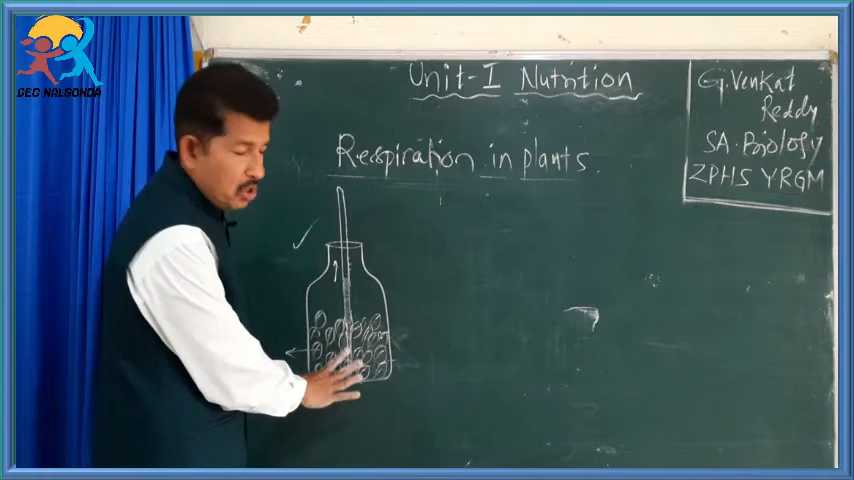 DEC NALGONDA
Unit-I Nutrition
Respiration in plants.
G.Venkat
Reddy
SA.Biology
ZPHS YRGM